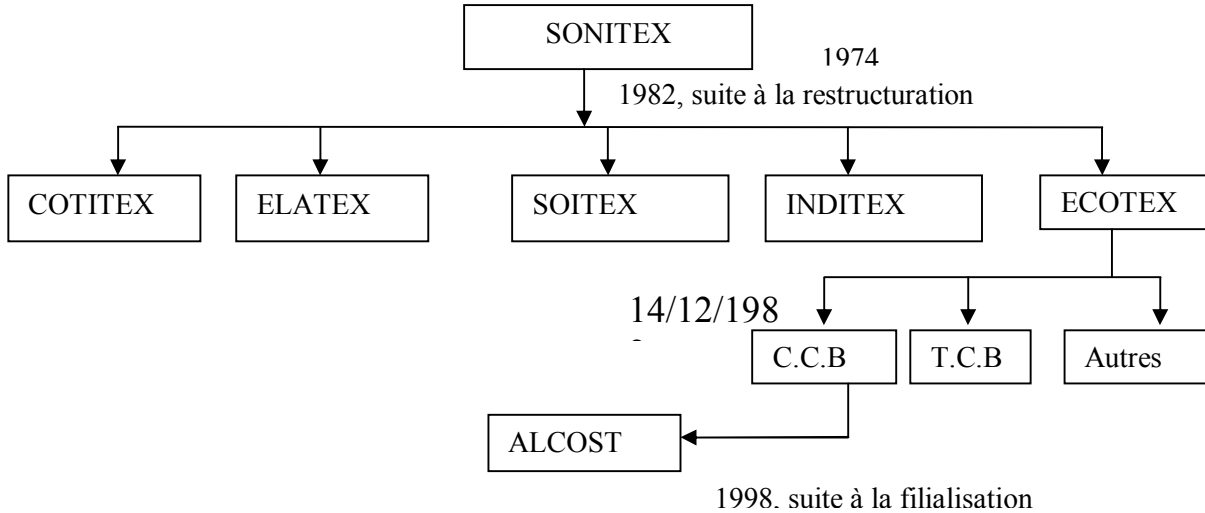 SONITEX
1974
1982, suite à la restructuration
COTITEX
ELATEX
SOITEX
INDITEX
ECOTEX
14/12/198
C.C.B
T.C.B
Autres
ALCOST
1998, suite à la filialisation